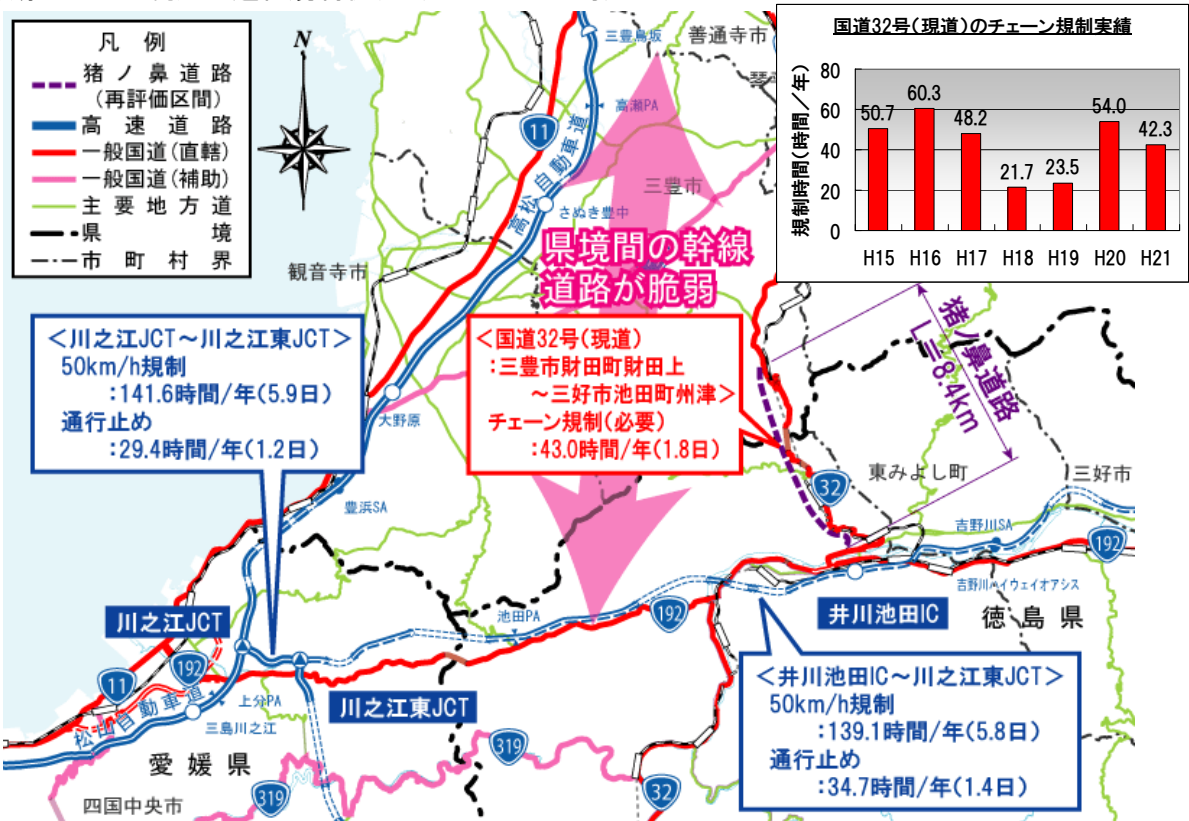 凡例
猪ノ鼻道路
(再評価区間)
高速道路
一般国道(直轄)
一般国道(補助)
主要地方道
県境
市町村界
N
国道32号(現道)のチェーン規制実績
規制時間(時間/年)
80
60
40
20
0
50.7
60.3
48.2
21.7
23.5
54.0
42.3
H15
H16
H17
H18
H19
H20
H21
三豊鳥坂
善通寺市
高瀬PA
11
高松自動車道
三豊市
さぬき豊中
観音寺市
県境間の幹線
道路が脆弱
<川之江JCT~川之江東JCT>
50km/h規制
:141.6時間/年(5.9日)
通行止め
:29.4時間/年(1.2日)
<国道32号(現道)
:三豊市財田町財田上
~三好市池田町州津>
チェーン規制(必要)
:43.0時間/年(1.8日)
猪ノ鼻道路
L=8.4km
大野原
豊浜SA
32
東みよし町
三好市
吉野川SA
192
吉野川ハイウェイオアシス
井川池田IC
徳島県
池田PA
192
川之江JCT
192
11
松山自動車道
上分PA
三島川之江
川之江東JCT
<井川池田IC~川之江東JCT>
50km/h規制
:139.1時間/年(5.8日)
通行止め
:34.7時間/年(1.4日)
愛媛県
319
319
32
四国中央市